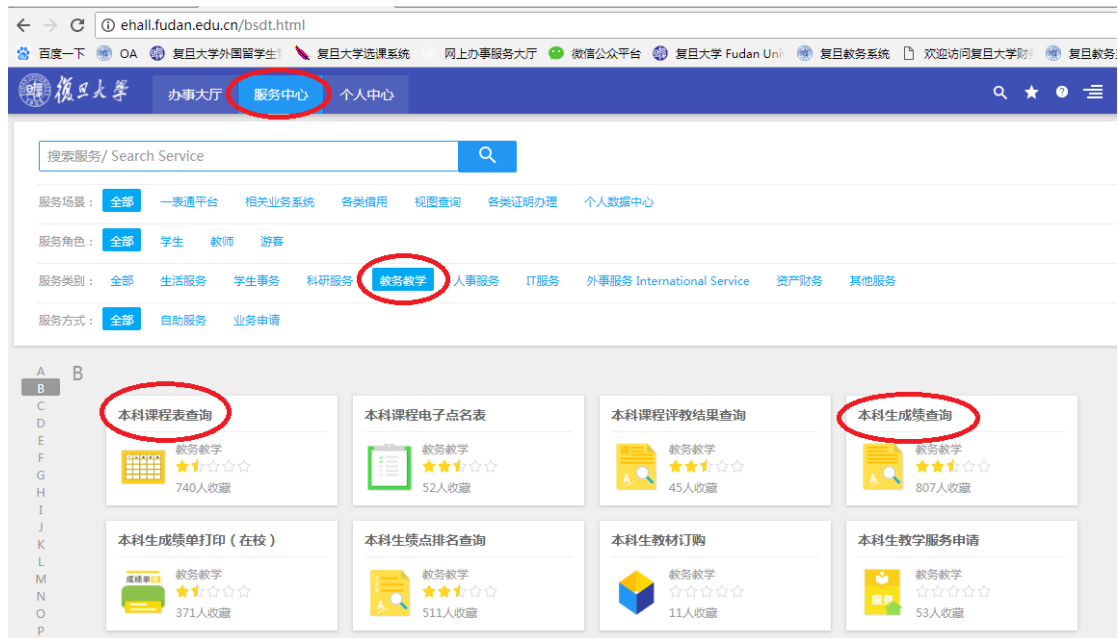 ehall.fudan.edu.cn/bsdt.html
百度一下 OA 复旦大学外国留学生 复旦大学选课系统 网上办事服务大厅 微信公众平台 复旦大学 Fudan Uni 复旦教务系统 欢迎访问复旦大学财 复旦教务
復旦大學 办事大厅 服务中心 个人中心
搜索服务/ Search Service
服务场景： 全部 一表通平台 相关业务系统 各类借用 视图查询 各类证明办理 个人数据中心
服务角色： 全部 学生 教师 游客
服务类别： 全部 生活服务 学生事务 科研服务 教务教学 人事服务 IT服务 外事服务 International Service 资产财务 其他服务
服务方式： 全部 自助服务 业务申请
A
B
C
D
E
F
G
H
I
J
K
L
M
N
O
P
B
本科课程表查询
教务教学
740人收藏
本科课程电子点名表
教务教学
52人收藏
本科课程评教结果查询
教务教学
45人收藏
本科生成绩查询
教务教学
807人收藏
本科生成绩单打印（在校）
成绩单
教务教学
371人收藏
本科生绩点排名查询
教务教学
511人收藏
本科生教材订购
教务教学
11人收藏
本科生教学服务申请
服务
教务教学
53人收藏